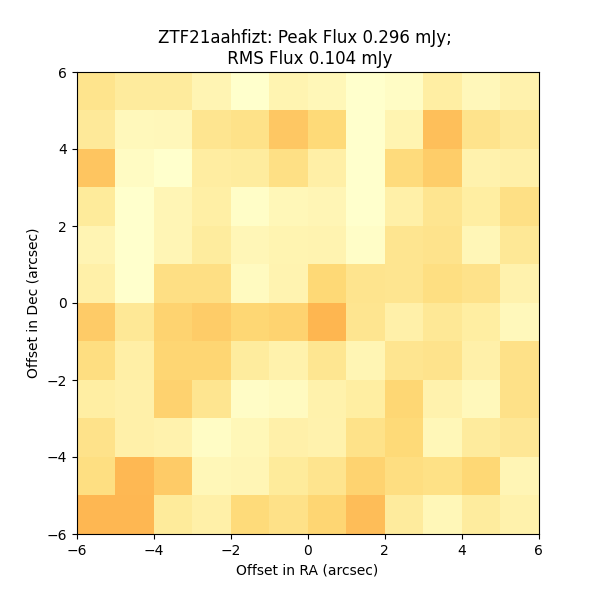 ZTF21aahfizt: Peak Flux 0.296 mJy;
RMS Flux 0.104 mJy
6
4
2
0
−2
−4
−6
Offset in Dec (arcsec)
−6 −4 −2 0 2 4 6
Offset in RA (arcsec)